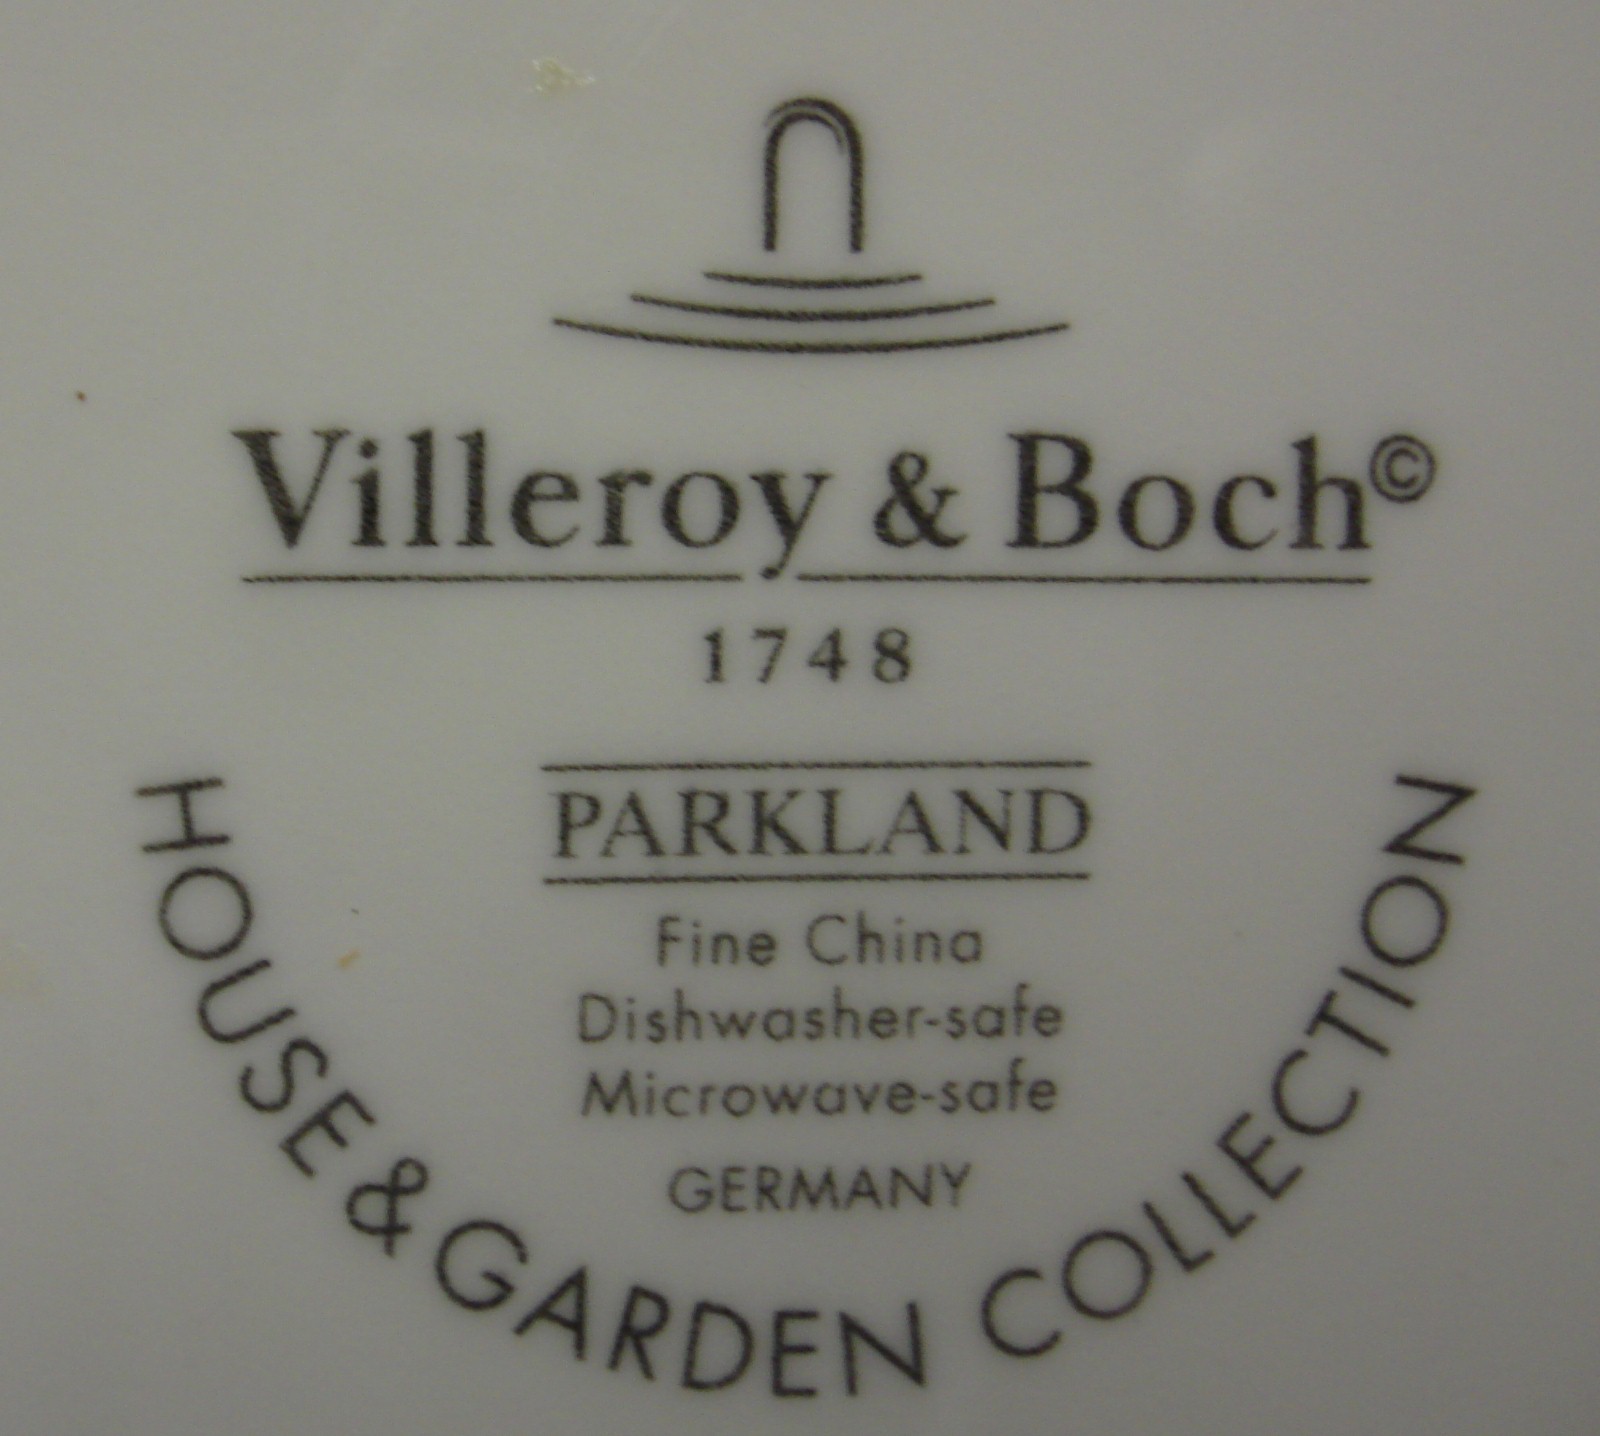 Villeroy & Boch©
1748
PARKLAND
Fine China
Dishwasher-safe
Microwave-safe
GERMANY
HOUSE & GARDEN COLLECTION